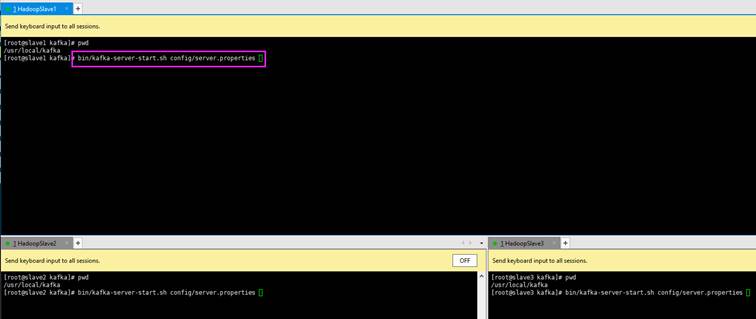 1 HadoopSlave1
Send keyboard input to all sessions.
[root@slave1 kafka]# pwd
/usr/local/kafka
[root@slave1 kafka]# bin/kafka-server-start.sh config/server.properties
1 HadoopSlave2
Send keyboard input to all sessions.
OFF
[root@slave2 kafka]# pwd
/usr/local/kafka
[root@slave2 kafka]# bin/kafka-server-start.sh config/server.properties
1 HadoopSlave3
Send keyboard input to all sessions.
[root@slave3 kafka]# pwd
/usr/local/kafka
[root@slave3 kafka]# bin/kafka-server-start.sh config/server.properties